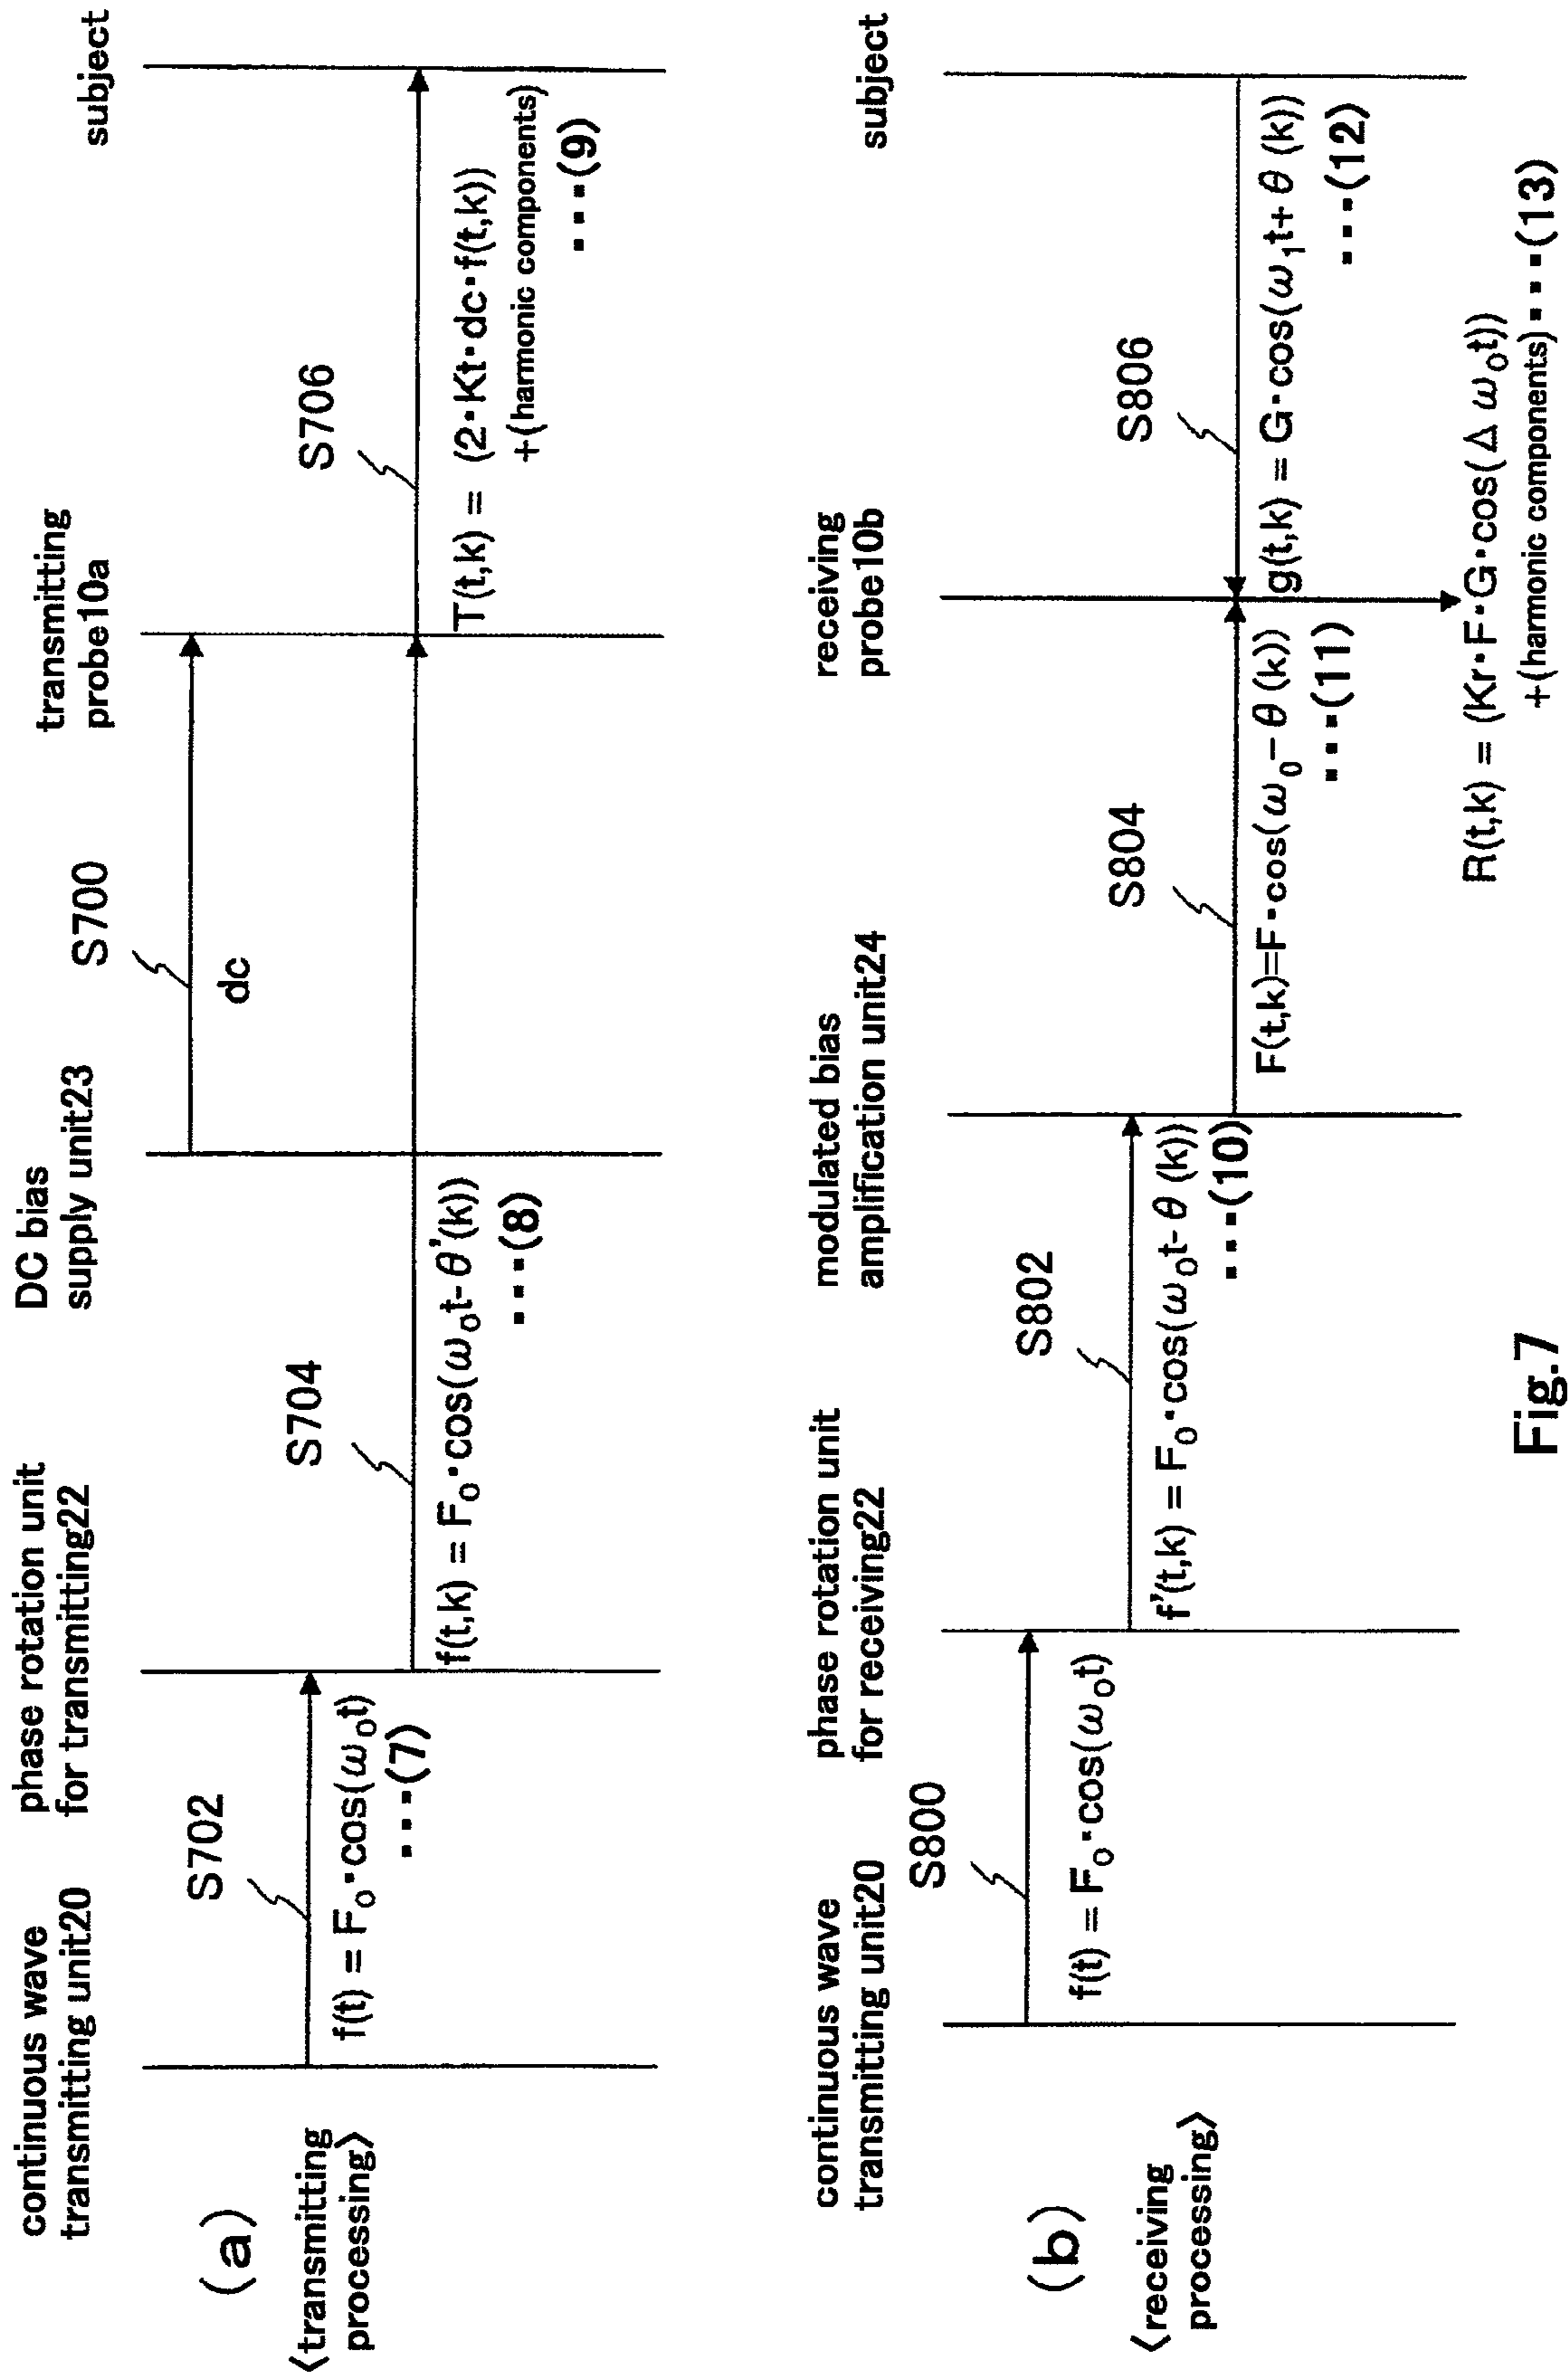 (a)
<transmitting
processing>
continuous wave
transmitting unit20
phase rotation unit
for transmitting22
DC bias
supply unit23
transmitting
probe10a
subject
S700
dc
S702
f(t) = F₀·cos(ω₀t)
---(7)
S704
f(t,k) = F₀·cos(ω₀t-θ'(k))
---(8)
S706
T(t,k) = (2·Kt·dc·f(t,k))
+(harmonic components)
---(9)
(b)
<receiving
processing>
continuous wave
transmitting unit20
phase rotation unit
for receiving22
modulated bias
amplification unit24
receiving
probe10b
subject
S800
f(t) = F₀·cos(ω₀t)
S802
f'(t,k) = F₀·cos(ω₀t-θ(k))
---(10)
S804
F(t,k)=F·cos(ω₀-θ(k))
---(11)
S806
g(t,k) = G·cos(ω₁t+θ(k))
---(12)
R(t,k) = (Kr·F·G·cos(Δω₀t))
+(harmonic components)---(13)
Fig.7